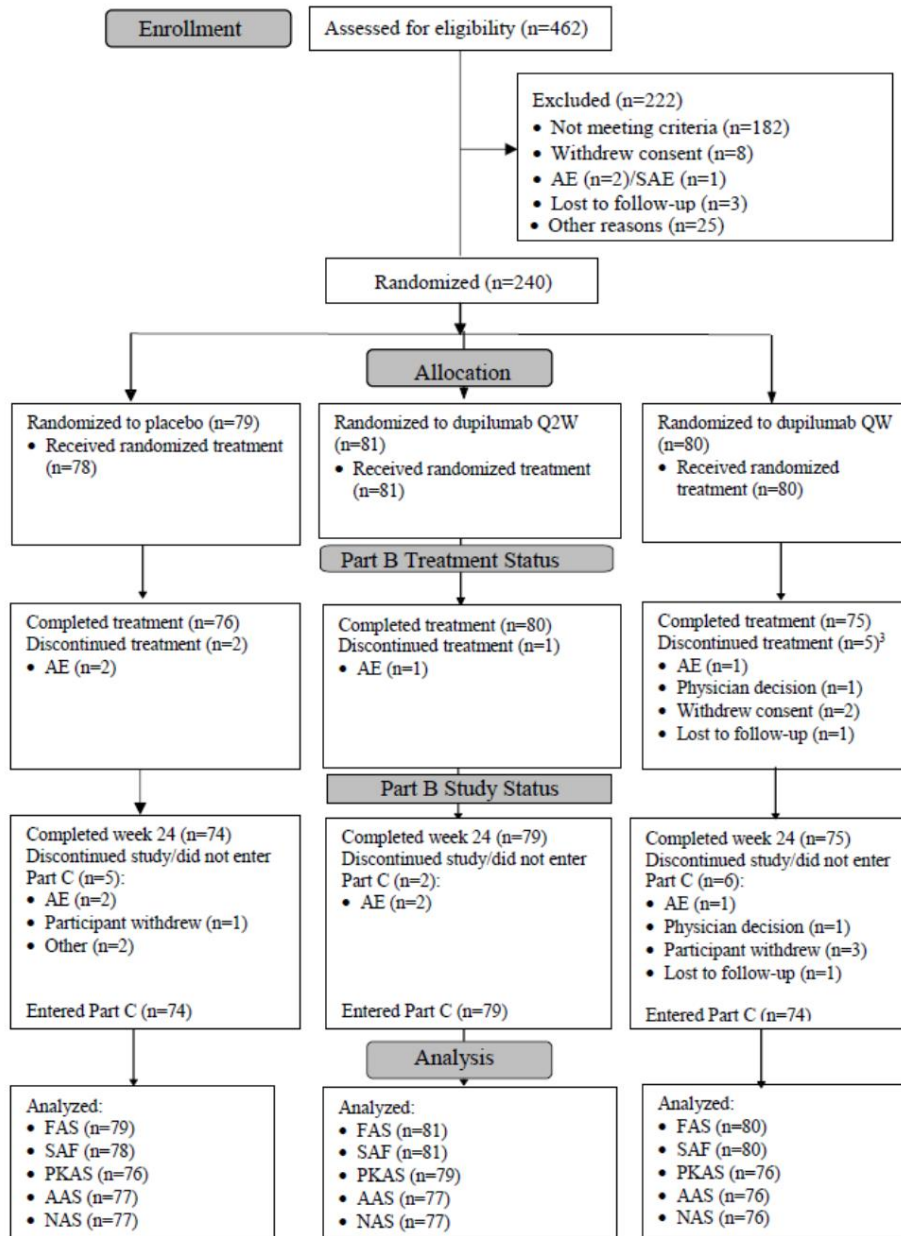 Enrollment
Assessed for eligibility (n=462)
Excluded (n=222)
• Not meeting criteria (n=182)
• Withdrew consent (n=8)
• AE (n=2)/SAE (n=1)
• Lost to follow-up (n=3)
• Other reasons (n=25)
Randomized (n=240)
Allocation
Randomized to placebo (n=79)
• Received randomized treatment
(n=78)
Randomized to dupilumab Q2W
(n=81)
• Received randomized treatment
(n=81)
Randomized to dupilumab QW
(n=80)
• Received randomized
treatment (n=80)
Part B Treatment Status
Completed treatment (n=76)
Discontinued treatment (n=2)
• AE (n=2)
Completed treatment (n=80)
Discontinued treatment (n=1)
• AE (n=1)
Completed treatment (n=75)
Discontinued treatment (n=5)³
• AE (n=1)
• Physician decision (n=1)
• Withdrew consent (n=2)
• Lost to follow-up (n=1)
Part B Study Status
Completed week 24 (n=74)
Discontinued study/did not enter
Part C (n=5):
• AE (n=2)
• Participant withdrew (n=1)
• Other (n=2)
Entered Part C (n=74)
Completed week 24 (n=79)
Discontinued study/did not enter
Part C (n=2):
• AE (n=2)
Entered Part C (n=79)
Completed week 24 (n=75)
Discontinued study/did not enter
Part C (n=6):
• AE (n=1)
• Physician decision (n=1)
• Participant withdrew (n=3)
• Lost to follow-up (n=1)
Entered Part C (n=74)
Analysis
Analyzed:
• FAS (n=79)
• SAF (n=78)
• PKAS (n=76)
• AAS (n=77)
• NAS (n=77)
Analyzed:
• FAS (n=81)
• SAF (n=81)
• PKAS (n=79)
• AAS (n=77)
• NAS (n=77)
Analyzed:
• FAS (n=80)
• SAF (n=80)
• PKAS (n=76)
• AAS (n=76)
• NAS (n=76)